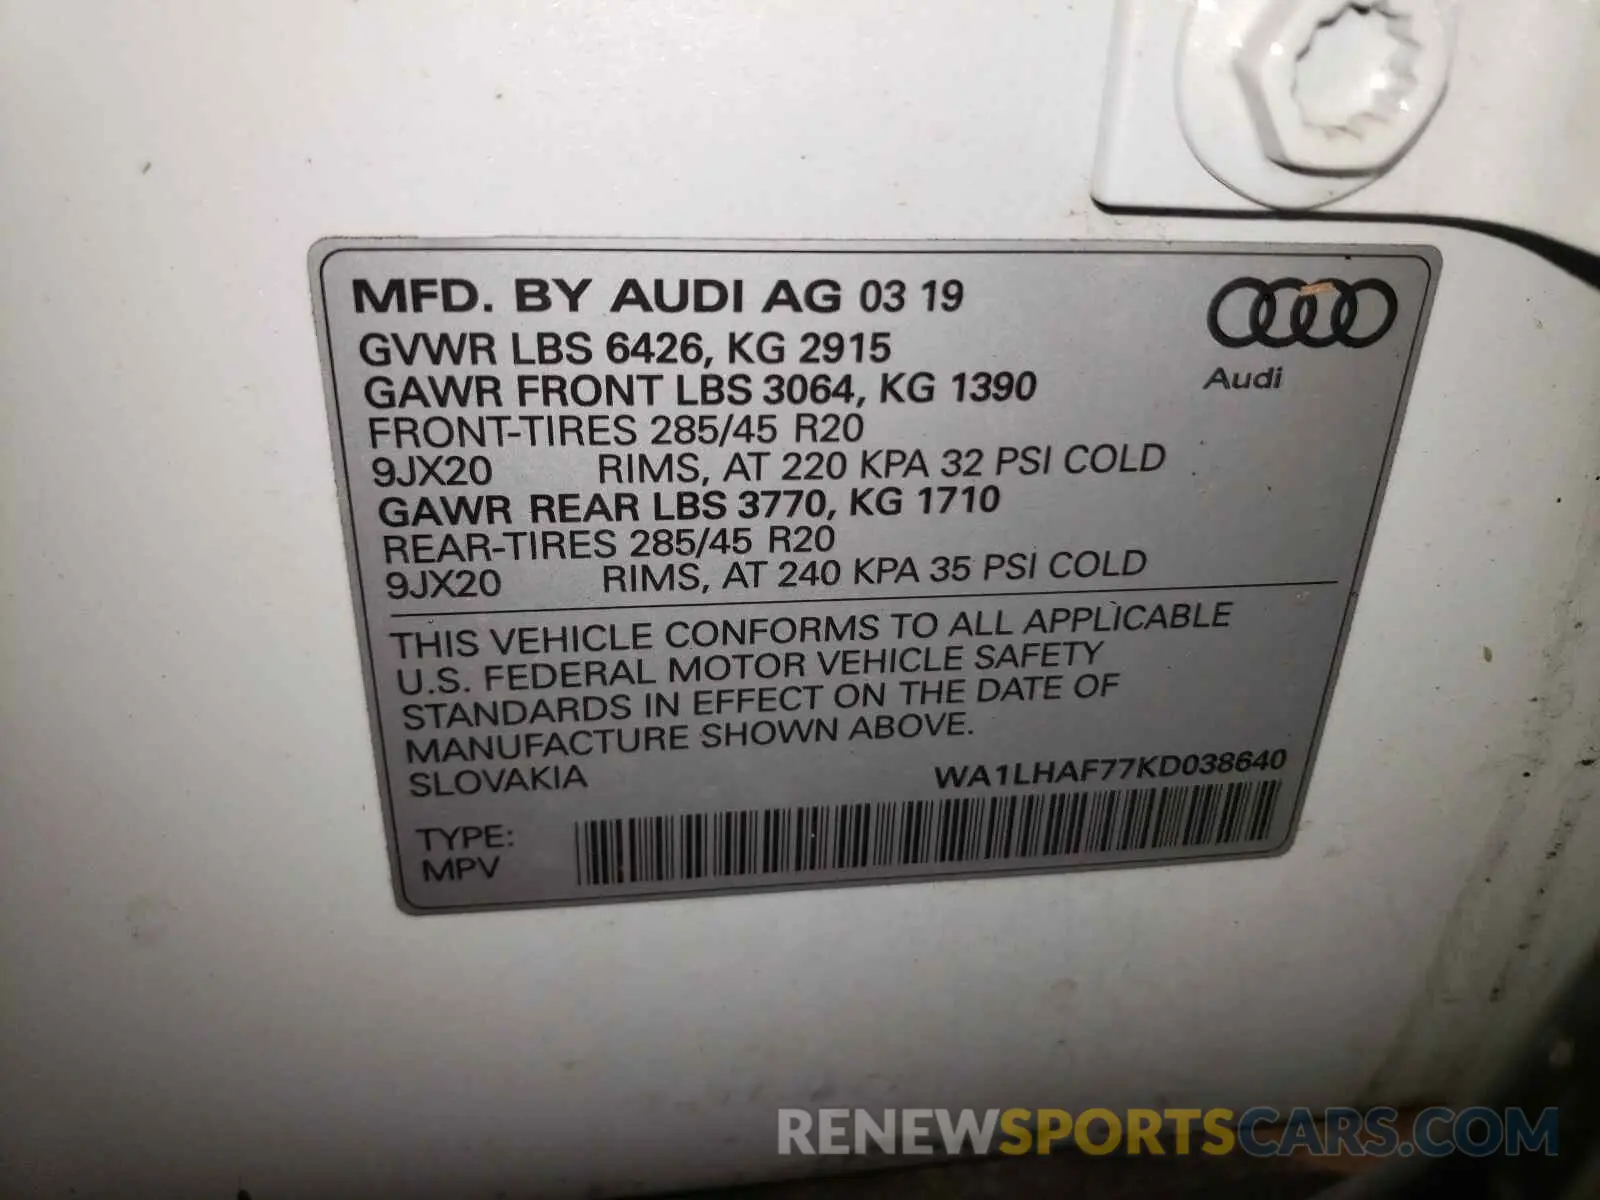 MFD. BY AUDI AG 03 19
GVWR LBS 6426, KG 2915
GAWR FRONT LBS 3064, KG 1390
FRONT-TIRES 285/45 R20
9JX20 RIMS, AT 220 KPA 32 PSI COLD
GAWR REAR LBS 3770, KG 1710
REAR-TIRES 285/45 R20
9JX20 RIMS, AT 240 KPA 35 PSI COLD
Audi
THIS VEHICLE CONFORMS TO ALL APPLICABLE
U.S. FEDERAL MOTOR VEHICLE SAFETY
STANDARDS IN EFFECT ON THE DATE OF
MANUFACTURE SHOWN ABOVE.
SLOVAKIA WA1LHAF77KD038640
TYPE:
MPV
RENEWSPORTSCARS.COM